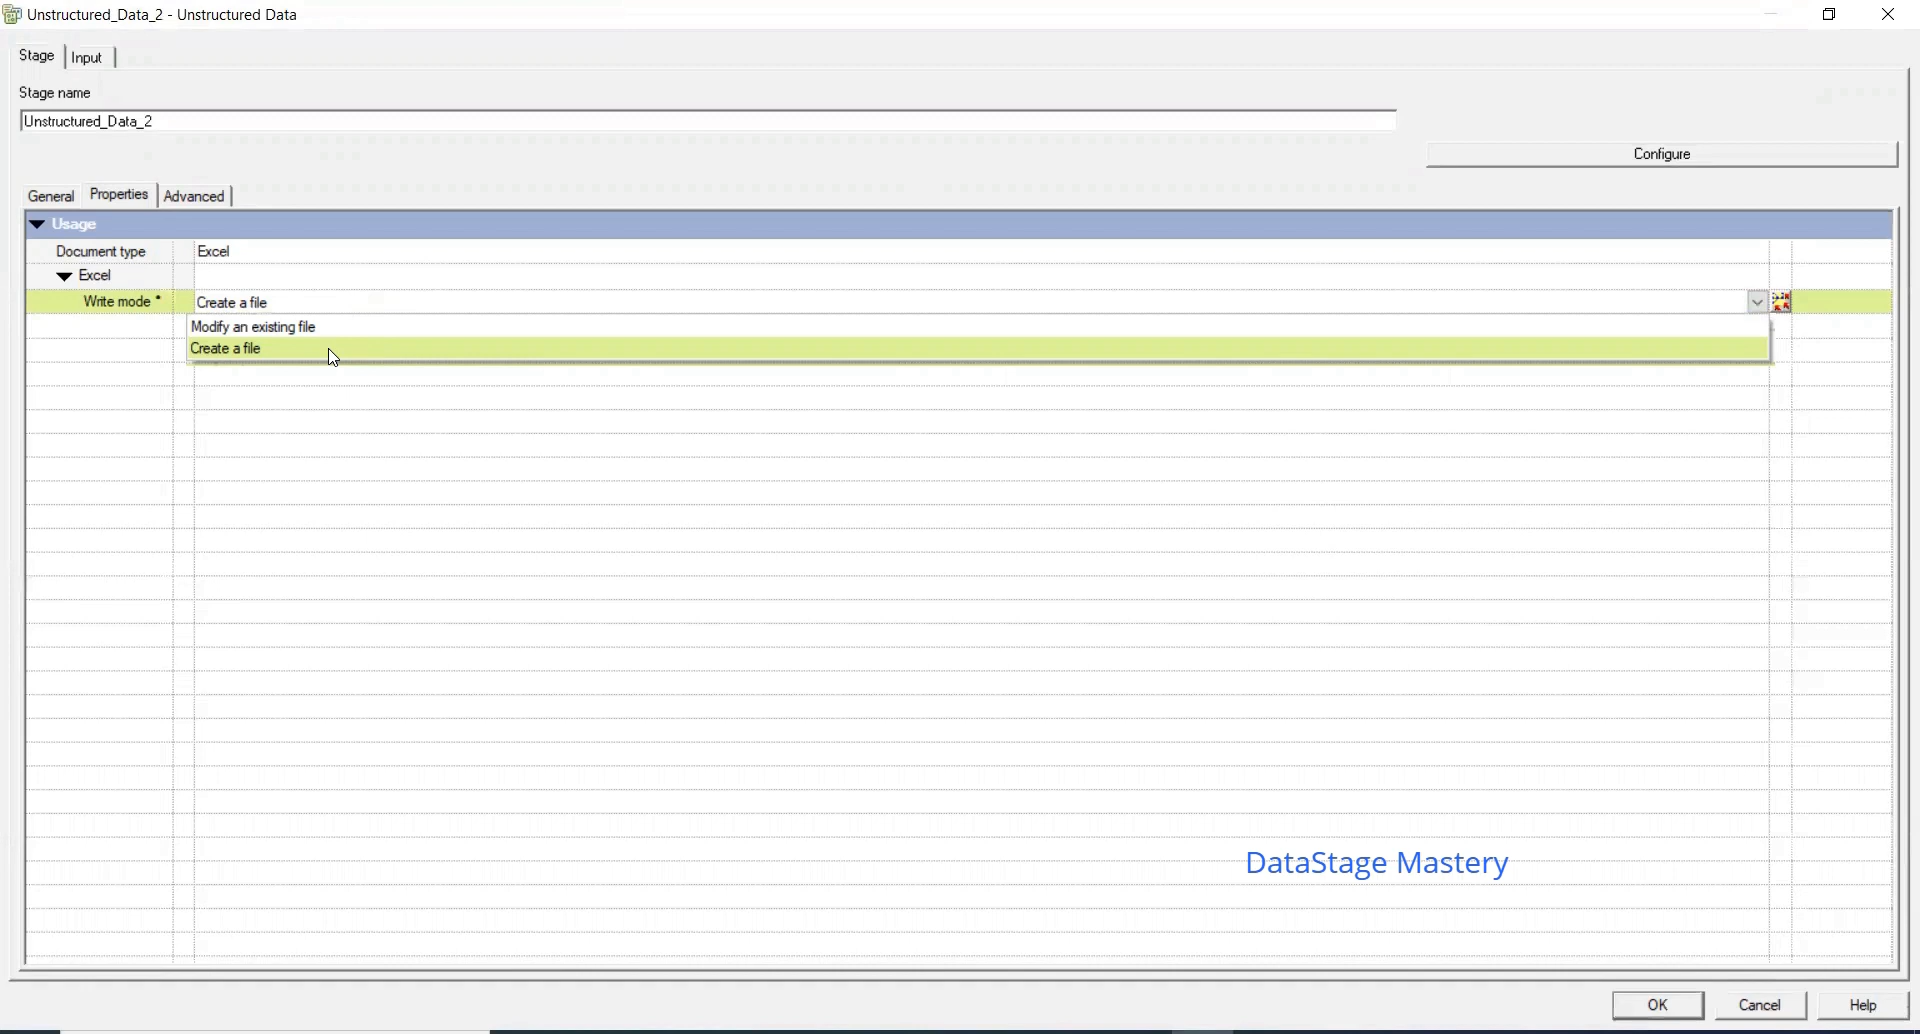 Unstructured_Data_2 - Unstructured Data
Stage
Input
Stage name
Unstructured_Data_2
Configure
General
Properties
Advanced
Usage
Document type
Excel
Excel
Write mode *
Create a file
Modify an existing file
Create a file
DataStage Mastery
OK
Cancel
Help